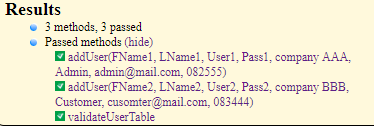 Results
3 methods, 3 passed
Passed methods (hide)
addUser(FName1, LName1, User1, Pass1, company AAA,
Admin, admin@mail.com, 082555)
addUser(FName2, LName2, User2, Pass2, company BBB,
Customer, cusomter@mail.com, 083444)
validateUserTable